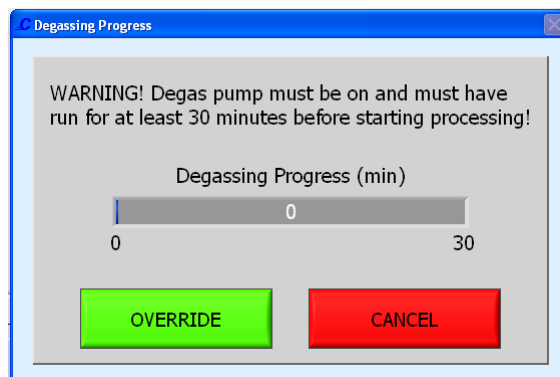 C Degassing Progress
WARNING! Degas pump must be on and must have
run for at least 30 minutes before starting processing!
Degassing Progress (min)
0
0 30
OVERRIDE CANCEL